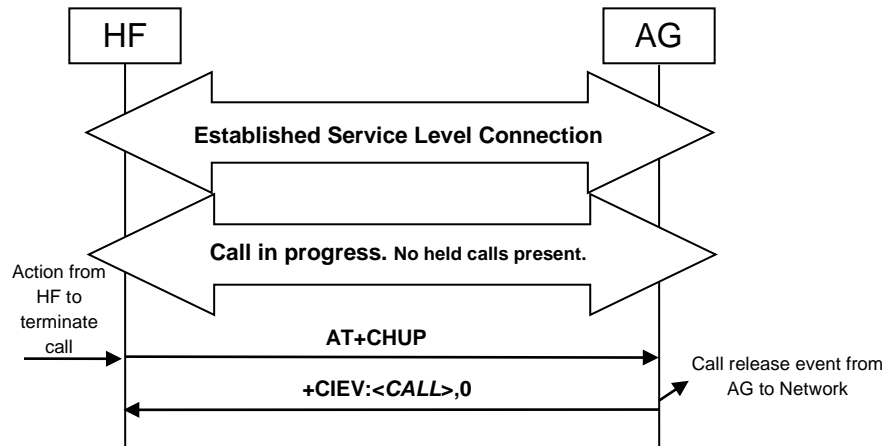 HF
AG
Established Service Level Connection
Call in progress. No held calls present.
Action from
HF to
terminate
call
AT+CHUP
Call release event from
AG to Network
+CIEV:<CALL>,0